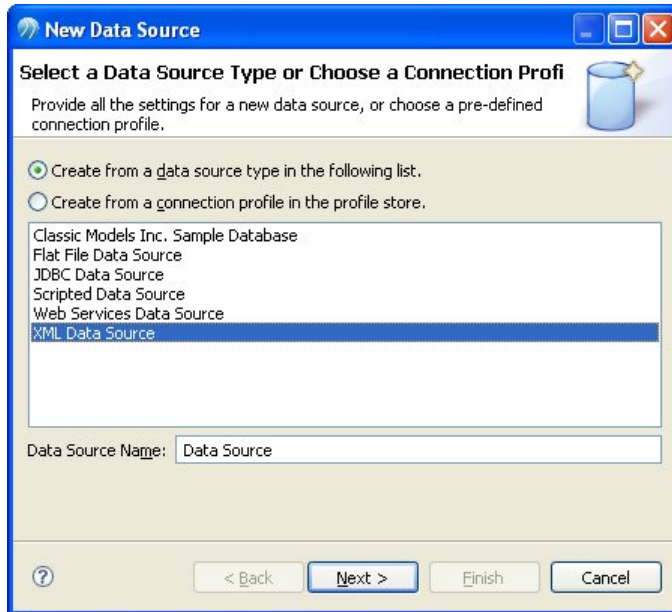 New Data Source
Select a Data Source Type or Choose a Connection Profi
Provide all the settings for a new data source, or choose a pre-defined
connection profile.
Create from a data source type in the following list.
Create from a connection profile in the profile store.
Classic Models Inc. Sample Database
Flat File Data Source
JDBC Data Source
Scripted Data Source
Web Services Data Source
XML Data Source
Data Source Name: Data Source
? < Back Next > Finish Cancel